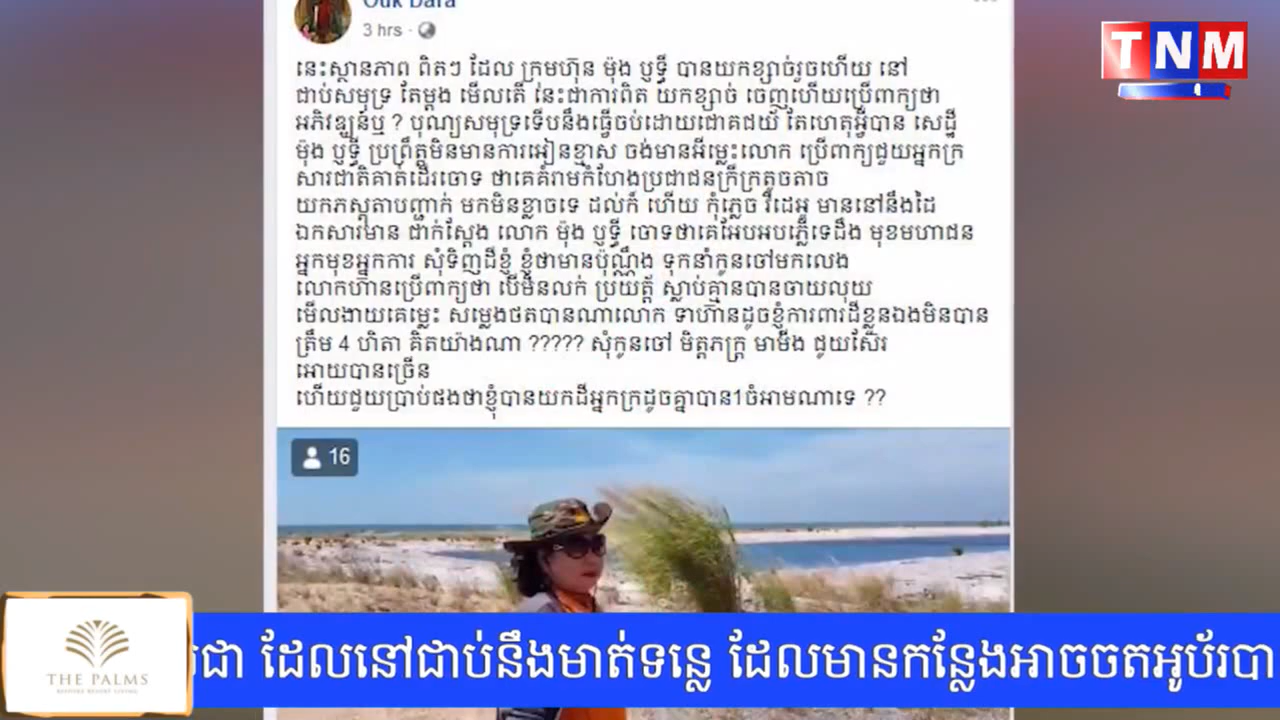 Ouk Dara
3 hrs ·
TNM
នេះស្ថានភាព ពិតៗ ដែល ក្រុមហ៊ុន ម៉ុង ឫទ្ធី បានយកខ្សាច់រួចហើយ នៅ
ជាប់សមុទ្រ តែម្ដង មើលតើ នេះជាការពិត យកខ្សាច់ ចេញហើយប្រើពាក្យថា
អភិវឌ្ឍន៍ឬ ? បុណ្យសមុទ្រទើបនឹងធ្វើចប់ដោយជោគជយ័ តែហេតុអ្វីបាន សេដ្ឋី
ម៉ុង ឫទ្ធី ប្រព្រឹត្តមិនមានការអៀនខ្មាស ចង់មានអីម្លេះលោក ប្រើពាក្យជួយអ្នកក្រ
សារជាតិគាត់ដើរចោទ ថាគេគំរាមកំហែងប្រជាជនក្រីក្រតូចតាច
យកភស្តុតាបញ្ជាក់ មកមិនខ្លាចទេ ដល់ក៏ ហើយ កុំភ្លេច វីដេអូ មាននៅនឹងដៃ
ឯកសារមាន ជាក់ស្ដែង លោក ម៉ុង ឫទ្ធី ចោទថាគេអែបអបភ្លើទេដឹង មុខមហាជន
អ្នកមុខអ្នកការ សុំទិញដីខ្ញុំ ខ្ញុំថាមានប៉ុណ្ណឹង ទុកនាំកូនចៅមកលេង
លោកហ៊ានប្រើពាក្យថា បើមិនលក់ ប្រយត្ត័ ស្លាប់គ្មានបានចាយលុយ
មើលងាយគេម្លេះ សម្លេងថតបានណាលោក ទាហ៊ានដូចខ្ញុំការពារដីខ្លួនឯងមិនបាន
ត្រឹម 4 ហិតា គិតយ៉ាងណា ????? សុំកូនចៅ មិត្តភក្ត្រ មាមីង ជួយស៊ែរ
អោយបានច្រើន
ហើយជួយប្រាប់ផងថាខ្ញុំបានយកដីអ្នកក្រដូចគ្នាបាន1ចំអាមណាទេ ??
16
THE PALMS
ដែលនៅជាប់នឹងមាត់ទន្លេ ដែលមានកន្លែងអាចចតអូប័របា